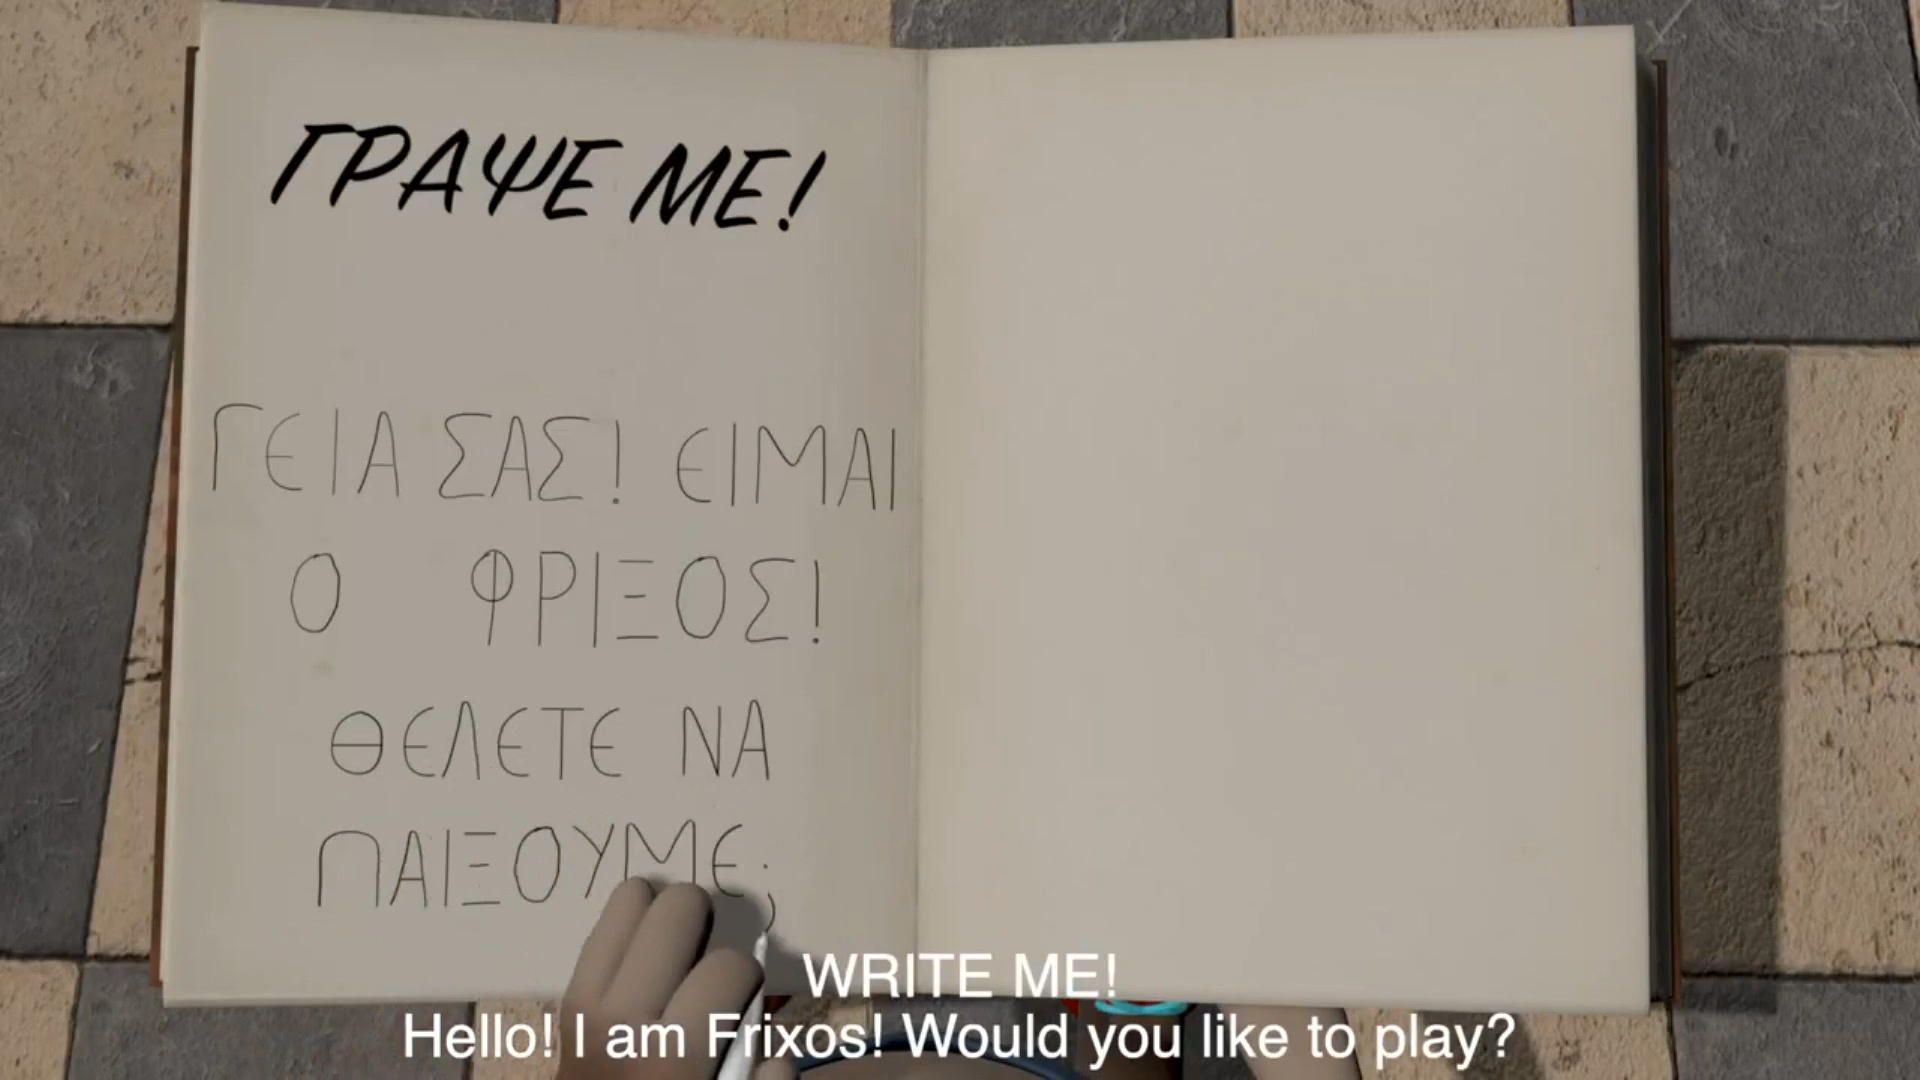 ΓΡΑΨΕ ΜΕ!
ΓΕΙΑ ΣΑΣ! ΕΙΜΑΙ
Ο ΦΡΙΞΟΣ!
ΘΕΛΕΤΕ ΝΑ
ΠΑΙΞΟΥΜΕ;
WRITE ME!
Hello! I am Frixos! Would you like to play?